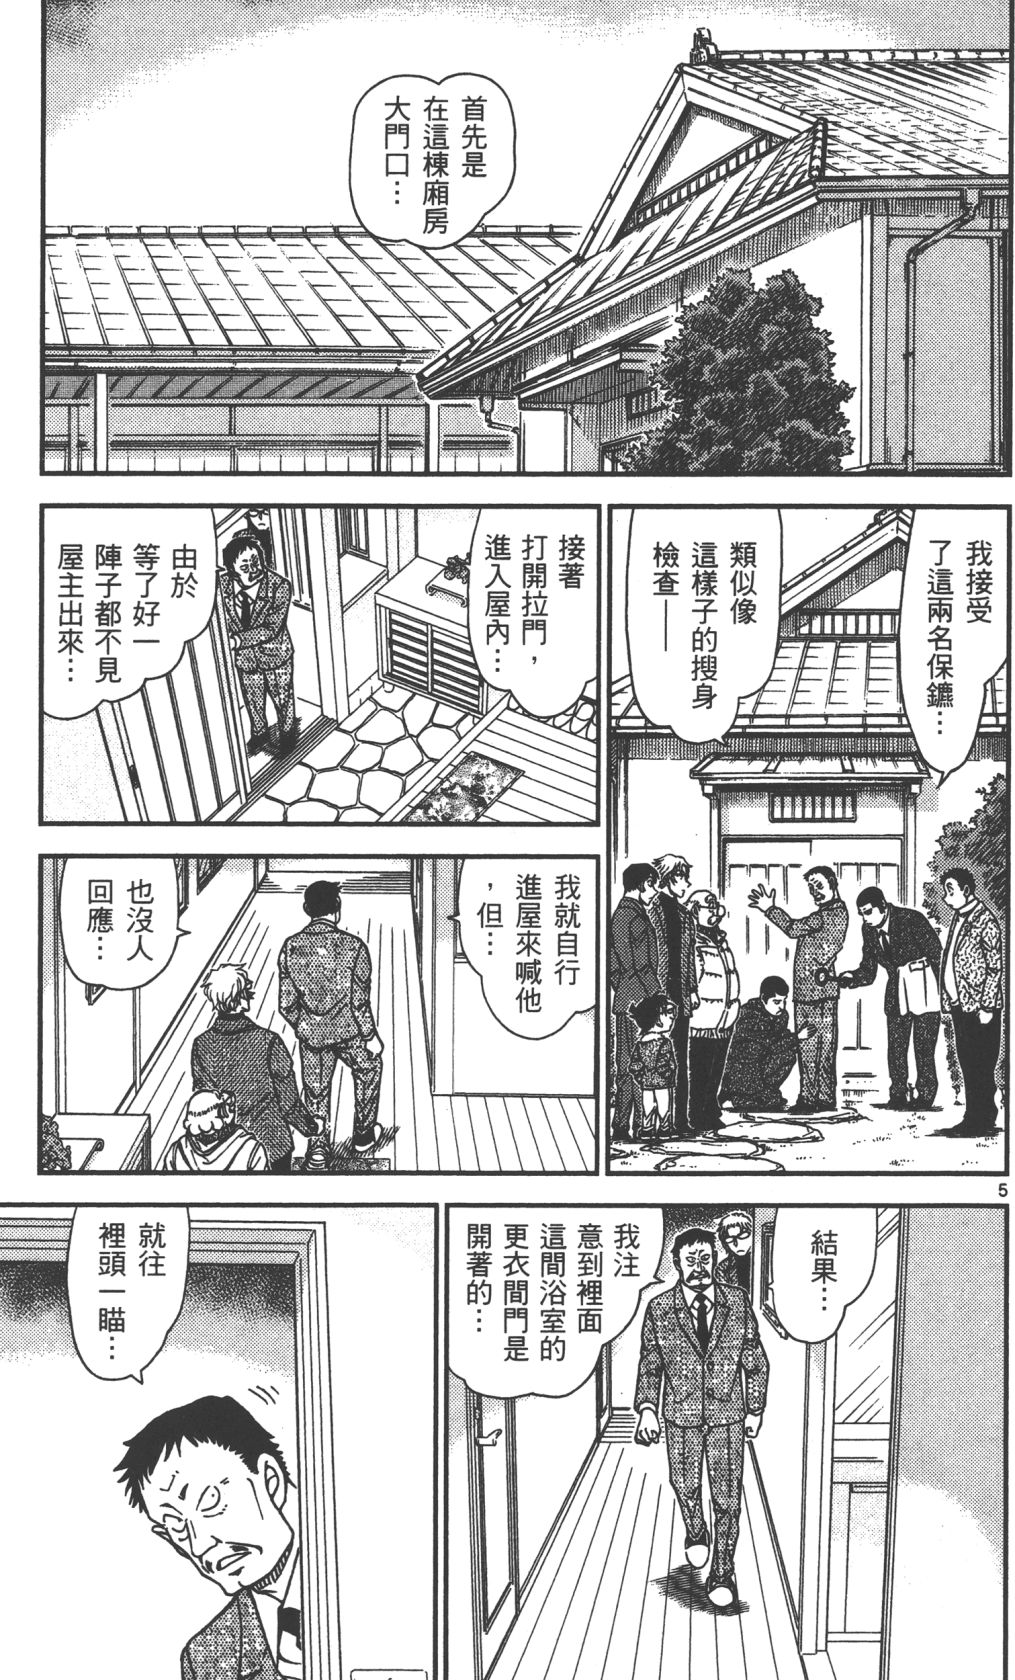 首先是
在這棟廂房
大門口…
我接受
了這兩名保鑣…
類似像
這樣子的搜身
檢查——
接著
打開拉門，
進入屋內…
由於
等了好一
陣子都不見
屋主出來…
我就自行
進屋來喊他
，但…
也沒人
回應…
5
結果…
我注
意到裡面
這間浴室的
更衣間門是
開著的…
就往
裡頭一瞄…